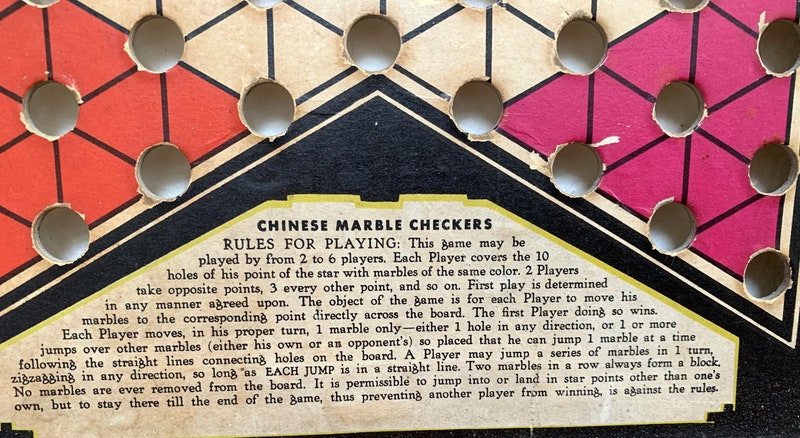 CHINESE MARBLE CHECKERS
RULES FOR PLAYING: This game may be
played by from 2 to 6 players. Each Player covers the 10
holes of his point of the star with marbles of the same color. 2 Players
take opposite points, 3 every other point, and so on. First play is determined
in any manner agreed upon. The object of the game is for each Player to move his
marbles to the corresponding point directly across the board. The first Player doing so wins.
Each Player moves, in his proper turn, 1 marble only—either 1 hole in any direction, or 1 or more
jumps over other marbles (either his own or an opponent's) so placed that he can jump 1 marble at a time
following the straight lines connecting holes on the board. A Player may jump a series of marbles in 1 turn,
zigzagging in any direction, so long as EACH JUMP is in a straight line. Two marbles in a row always form a block.
No marbles are ever removed from the board. It is permissible to jump into or land in star points other than one's
own, but to stay there till the end of the game, thus preventing another player from winning, is against the rules.